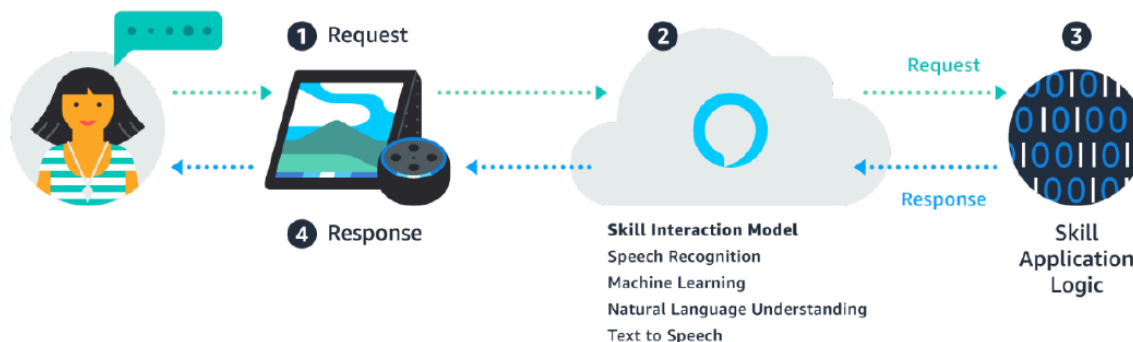 1 Request
2
3
Request
Response
4 Response
Skill Interaction Model
Speech Recognition
Machine Learning
Natural Language Understanding
Text to Speech
Skill
Application
Logic